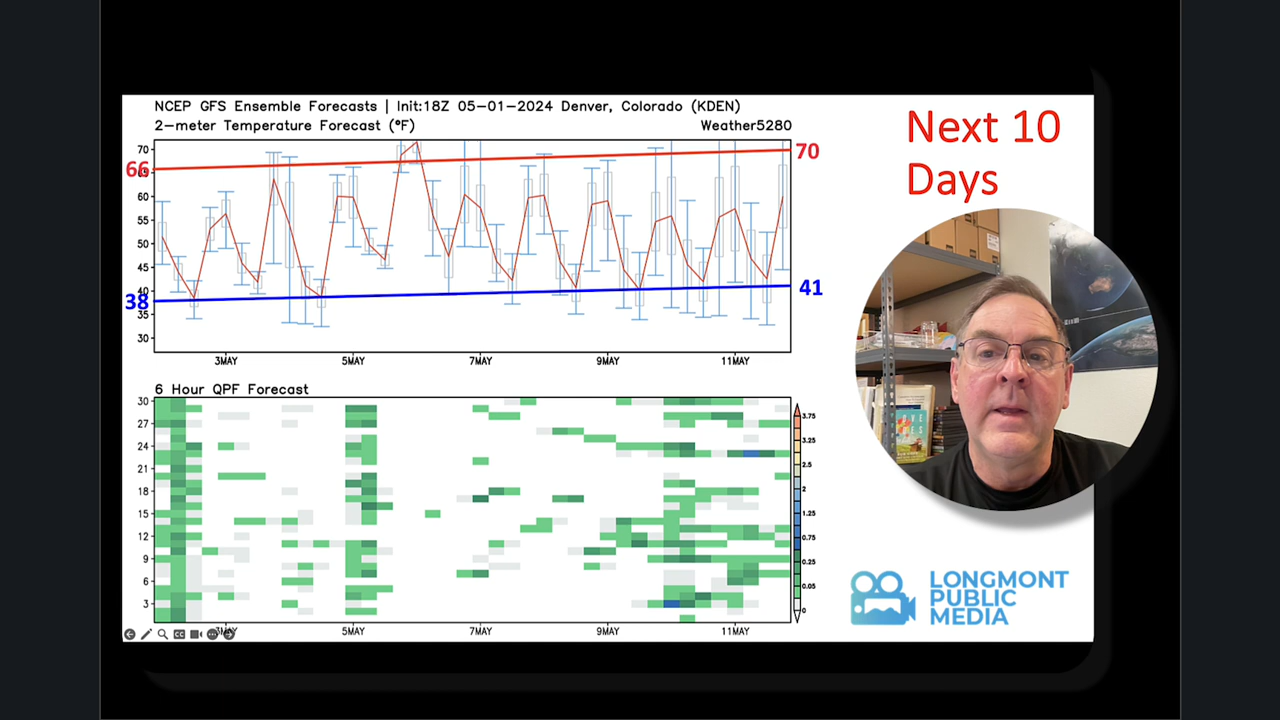 NCEP GFS Ensemble Forecasts | Init:18Z 05-01-2024 Denver, Colorado (KDEN)
2-meter Temperature Forecast (°F)
Weather5280
Next 10
Days
66
70
38
41
70
65
60
55
50
45
40
35
30
3MAY
5MAY
7MAY
9MAY
11MAY
6 Hour QPF Forecast
30
27
24
21
18
15
12
9
6
3
3.75
3.25
2.5
2
1.25
0.75
0.25
0.05
0
3MAY
5MAY
7MAY
9MAY
11MAY
LONGMONT
PUBLIC
MEDIA